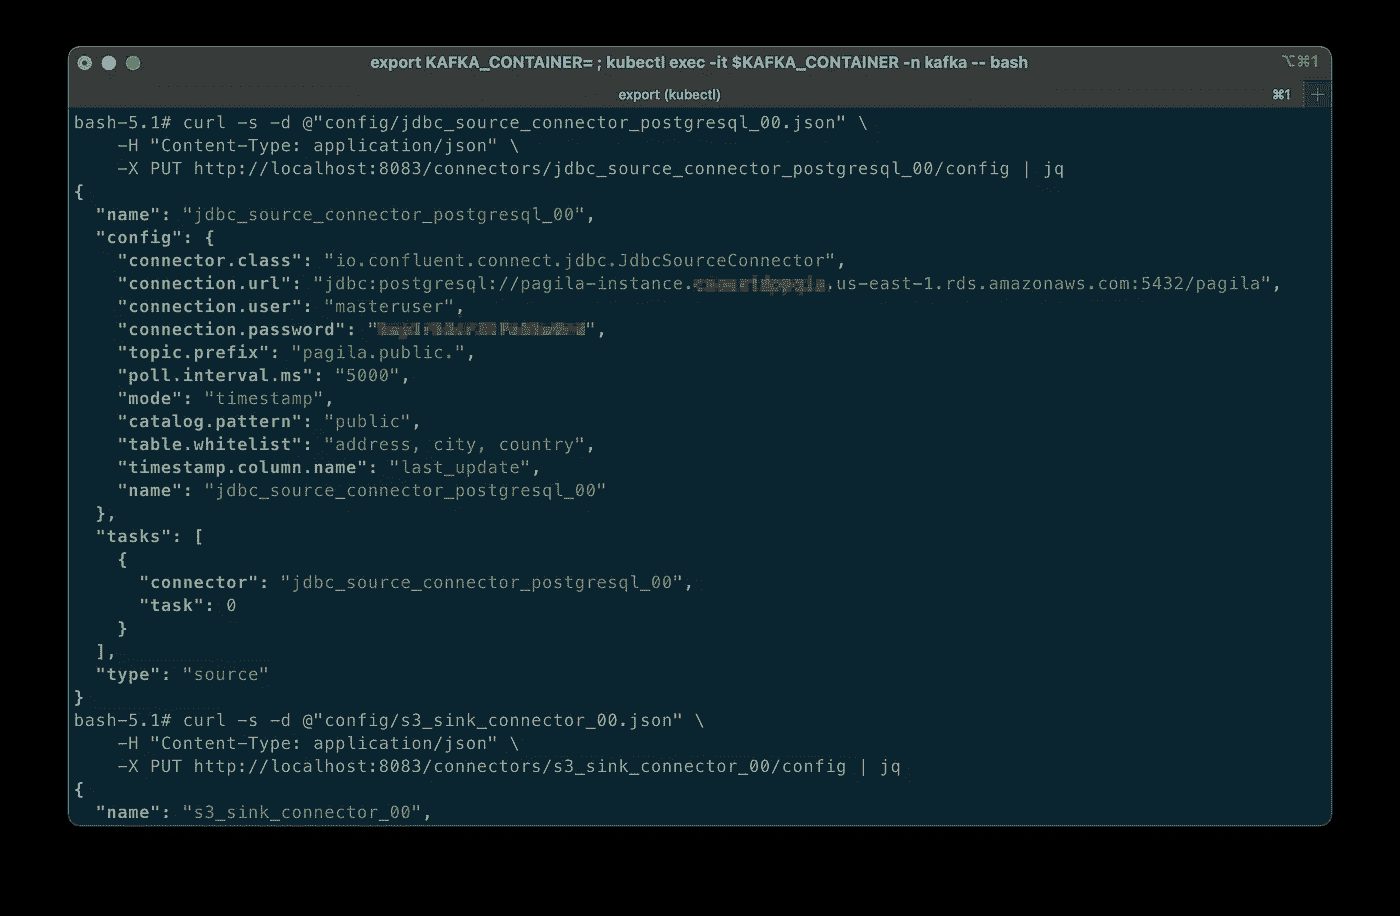 export KAFKA_CONTAINER= ; kubectl exec -it $KAFKA_CONTAINER -n kafka -- bash
⌥⌘1
export (kubectl)
⌘1
+
bash-5.1# curl -s -d @"config/jdbc_source_connector_postgresql_00.json" \
    -H "Content-Type: application/json" \
    -X PUT http://localhost:8083/connectors/jdbc_source_connector_postgresql_00/config | jq
{
  "name": "jdbc_source_connector_postgresql_00",
  "config": {
    "connector.class": "io.confluent.connect.jdbc.JdbcSourceConnector",
    "connection.url": "jdbc:postgresql://pagila-instance..us-east-1.rds.amazonaws.com:5432/pagila",
    "connection.user": "masteruser",
    "connection.password": "",
    "topic.prefix": "pagila.public.",
    "poll.interval.ms": "5000",
    "mode": "timestamp",
    "catalog.pattern": "public",
    "table.whitelist": "address, city, country",
    "timestamp.column.name": "last_update",
    "name": "jdbc_source_connector_postgresql_00"
  },
  "tasks": [
    {
      "connector": "jdbc_source_connector_postgresql_00",
      "task": 0
    }
  ],
  "type": "source"
}
bash-5.1# curl -s -d @"config/s3_sink_connector_00.json" \
    -H "Content-Type: application/json" \
    -X PUT http://localhost:8083/connectors/s3_sink_connector_00/config | jq
{
  "name": "s3_sink_connector_00",